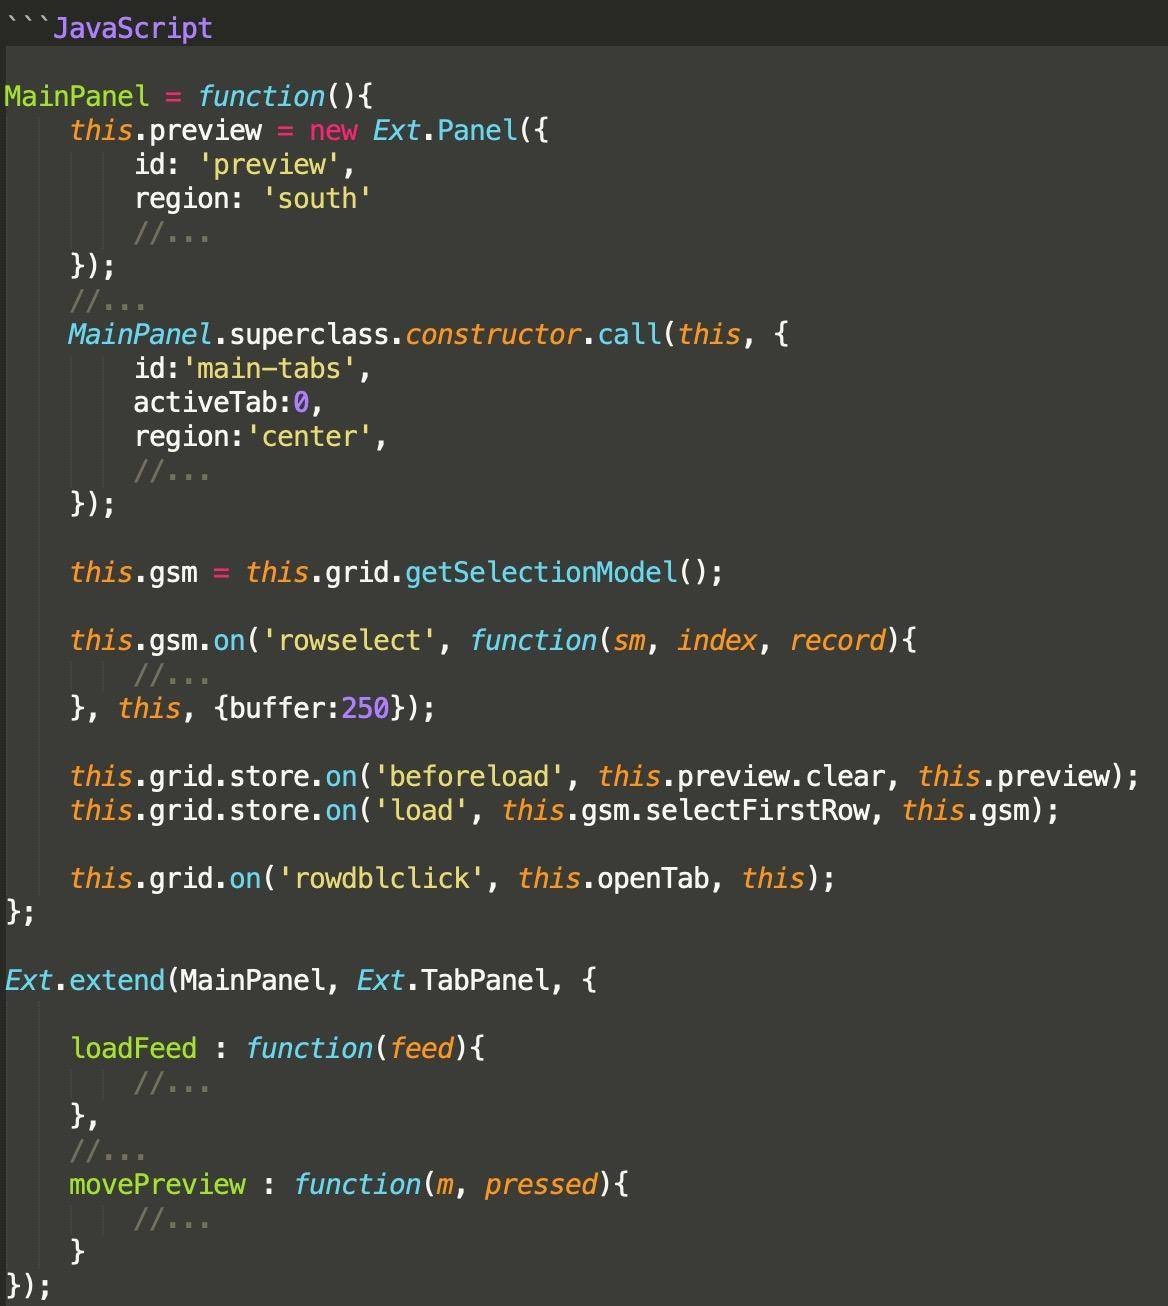 ```JavaScript
MainPanel = function(){
    this.preview = new Ext.Panel({
        id: 'preview',
        region: 'south'
        //...
    });
    //...
    MainPanel.superclass.constructor.call(this, {
        id:'main-tabs',
        activeTab:0,
        region:'center',
        //...
    });
    this.gsm = this.grid.getSelectionModel();
    this.gsm.on('rowselect', function(sm, index, record){
        //...
    }, this, {buffer:250});
    this.grid.store.on('beforeload', this.preview.clear, this.preview);
    this.grid.store.on('load', this.gsm.selectFirstRow, this.gsm);
    this.grid.on('rowdblclick', this.openTab, this);
};
Ext.extend(MainPanel, Ext.TabPanel, {
    loadFeed : function(feed){
        //...
    },
    //...
    movePreview : function(m, pressed){
        //...
    }
});